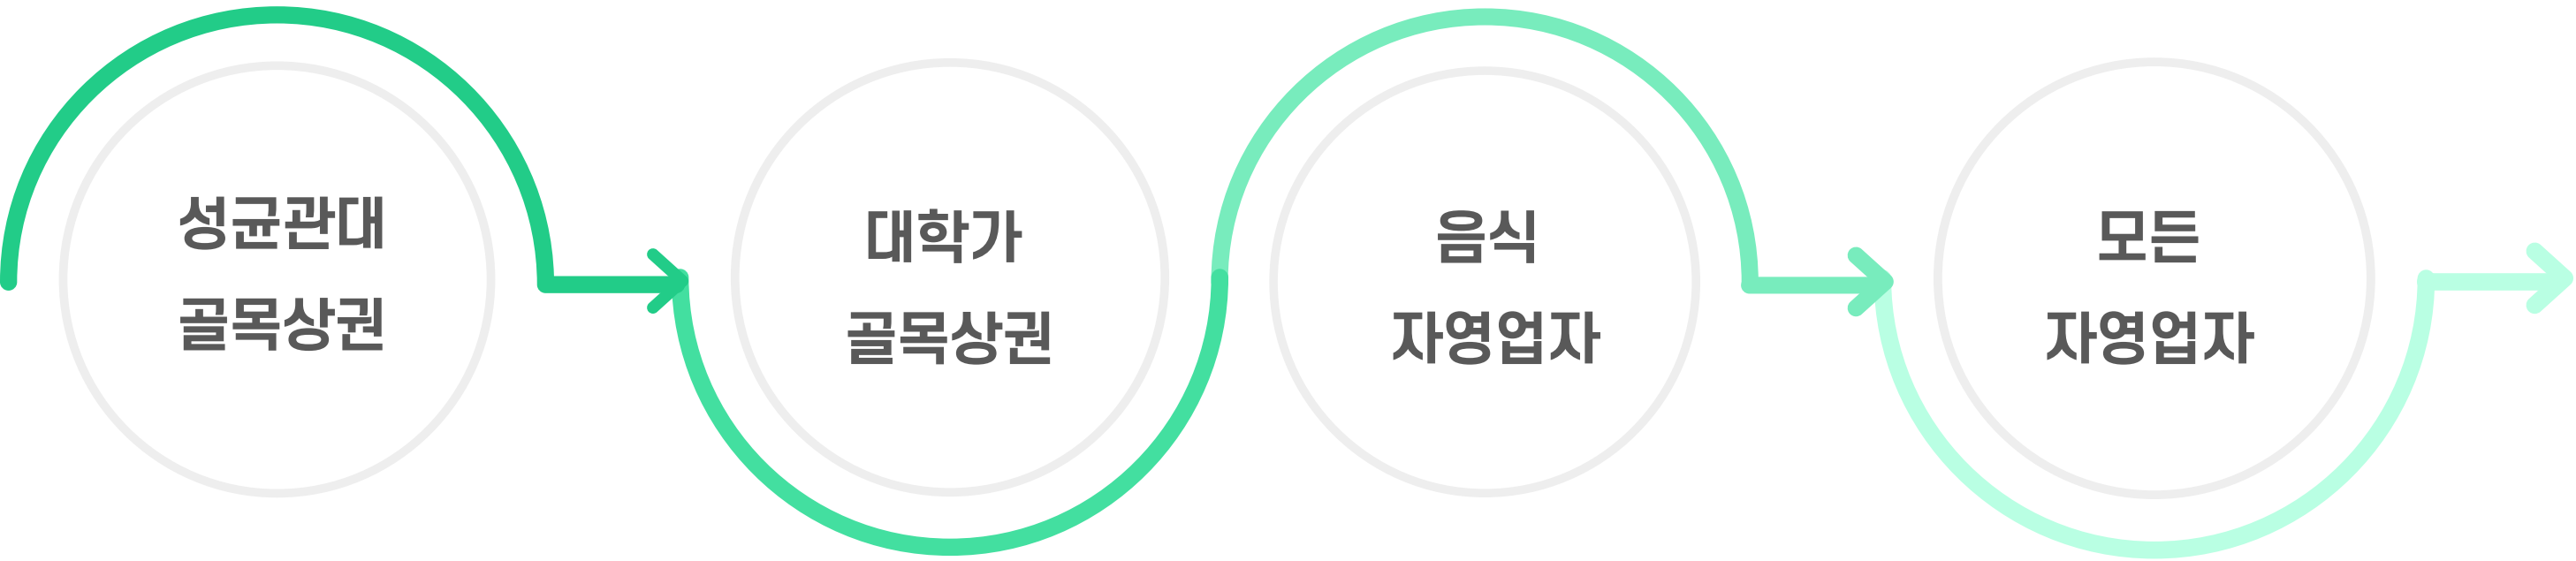 성균관대
골목상권
대학가
골목상권
음식
자영업자
모든
자영업자